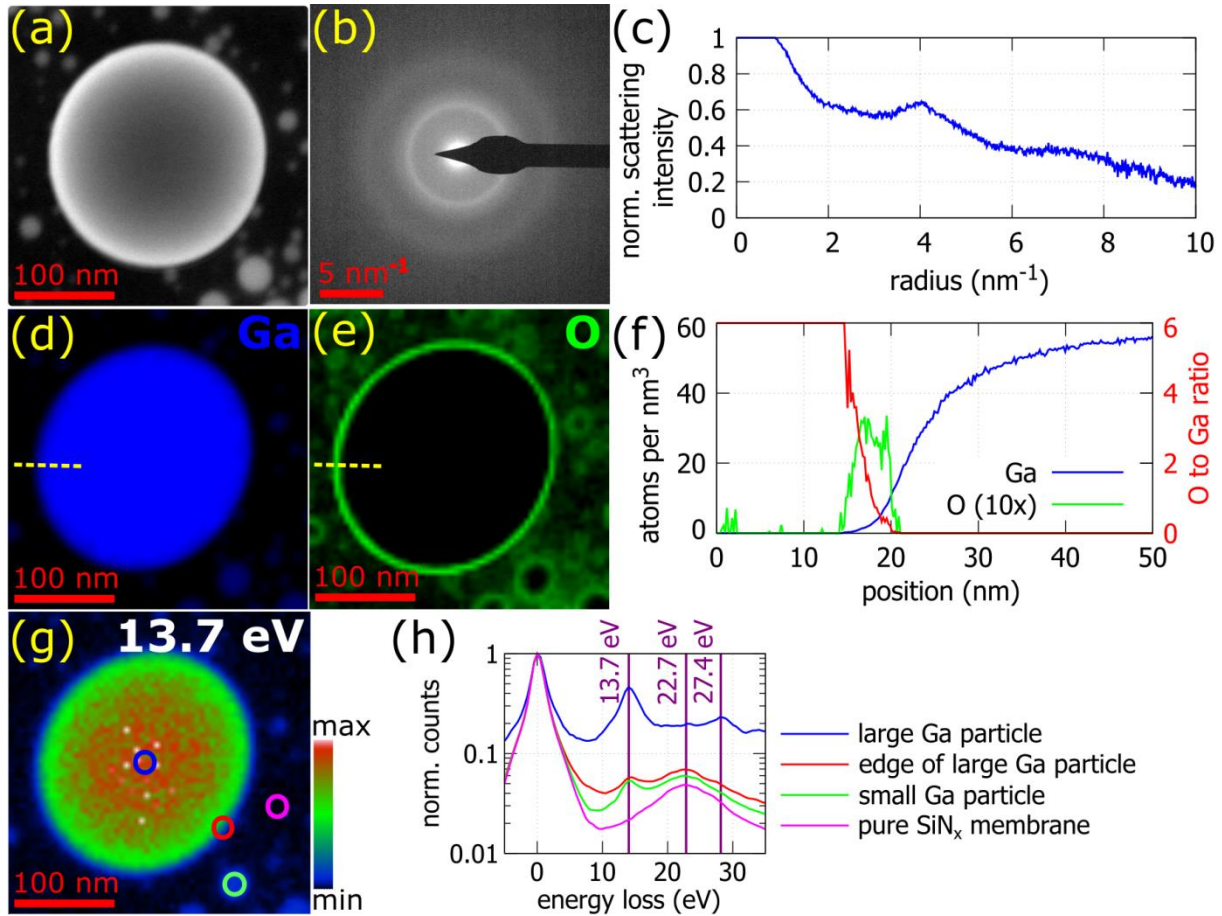 (a)
100 nm
(b)
5 nm⁻¹
(c)
norm. scattering
intensity
1
0.8
0.6
0.4
0.2
0
0 2 4 6 8 10
radius (nm⁻¹)
(d)
Ga
100 nm
(e)
O
100 nm
(f)
atoms per nm³
60
40
20
0
Ga
O (10x)
6
4
2
0
O to Ga ratio
0 10 20 30 40 50
position (nm)
(g)
13.7 eV
100 nm
max
min
(h)
13.7 eV
22.7 eV
27.4 eV
norm. counts
1
0.1
0.01
0 10 20 30
energy loss (eV)
large Ga particle
edge of large Ga particle
small Ga particle
pure SiNₓ membrane